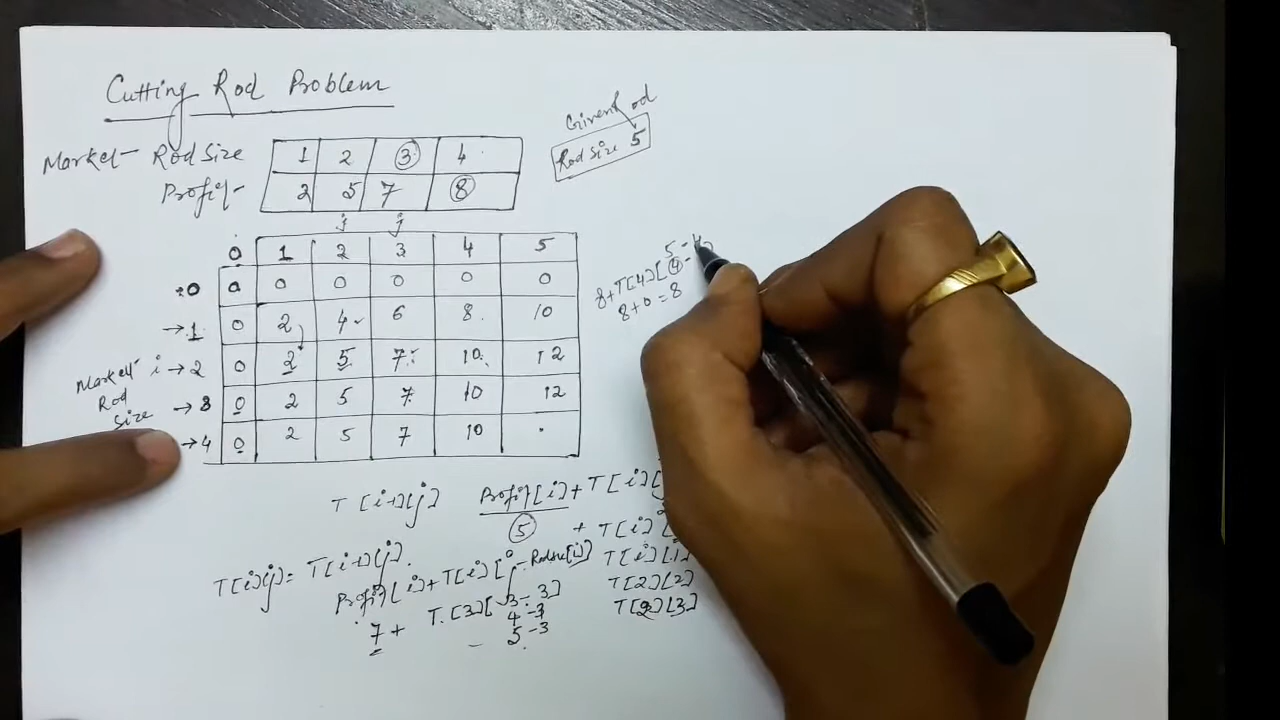 Cutting Rod Problem
Given Rod
Rod Size 5
Market- Rod Size 1 2 3 4
Profit- 2 5 7 8
j j
0 1 2 3 4 5
0 0 0 0 0 0 0
→1 0 2 4 6 8 10
Market i →2 0 2 5 7 10 12
Rod
Size
→3 0 2 5 7 10 12
→4 0 2 5 7 10
5-4
8+T[4][4-
8+0=8
T[i-1][j] Profit[i]+T[i][
5 + T[i]
T[i][j]= T[i-1][j].
Profit[i]+T[i][j-Rodsize[i]] T[i][1]
T[3][3-3] T[2][2]
7+ 4-3 T[2][3]
5-3